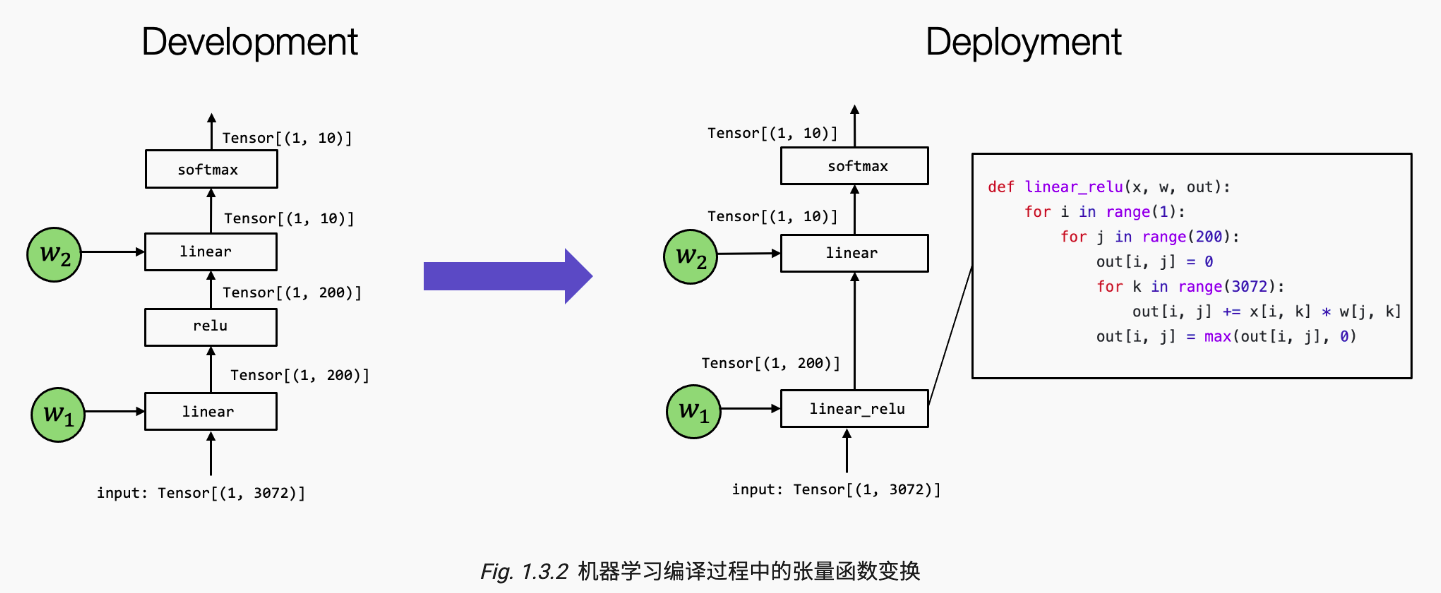 Development
Tensor[(1, 10)]
softmax
Tensor[(1, 10)]
w₂
linear
Tensor[(1, 200)]
relu
Tensor[(1, 200)]
w₁
linear
input: Tensor[(1, 3072)]
Deployment
Tensor[(1, 10)]
softmax
Tensor[(1, 10)]
w₂
linear
Tensor[(1, 200)]
w₁
linear_relu
input: Tensor[(1, 3072)]
def linear_relu(x, w, out):
    for i in range(1):
        for j in range(200):
            out[i, j] = 0
            for k in range(3072):
                out[i, j] += x[i, k] * w[j, k]
            out[i, j] = max(out[i, j], 0)
Fig. 1.3.2 机器学习编译过程中的张量函数变换